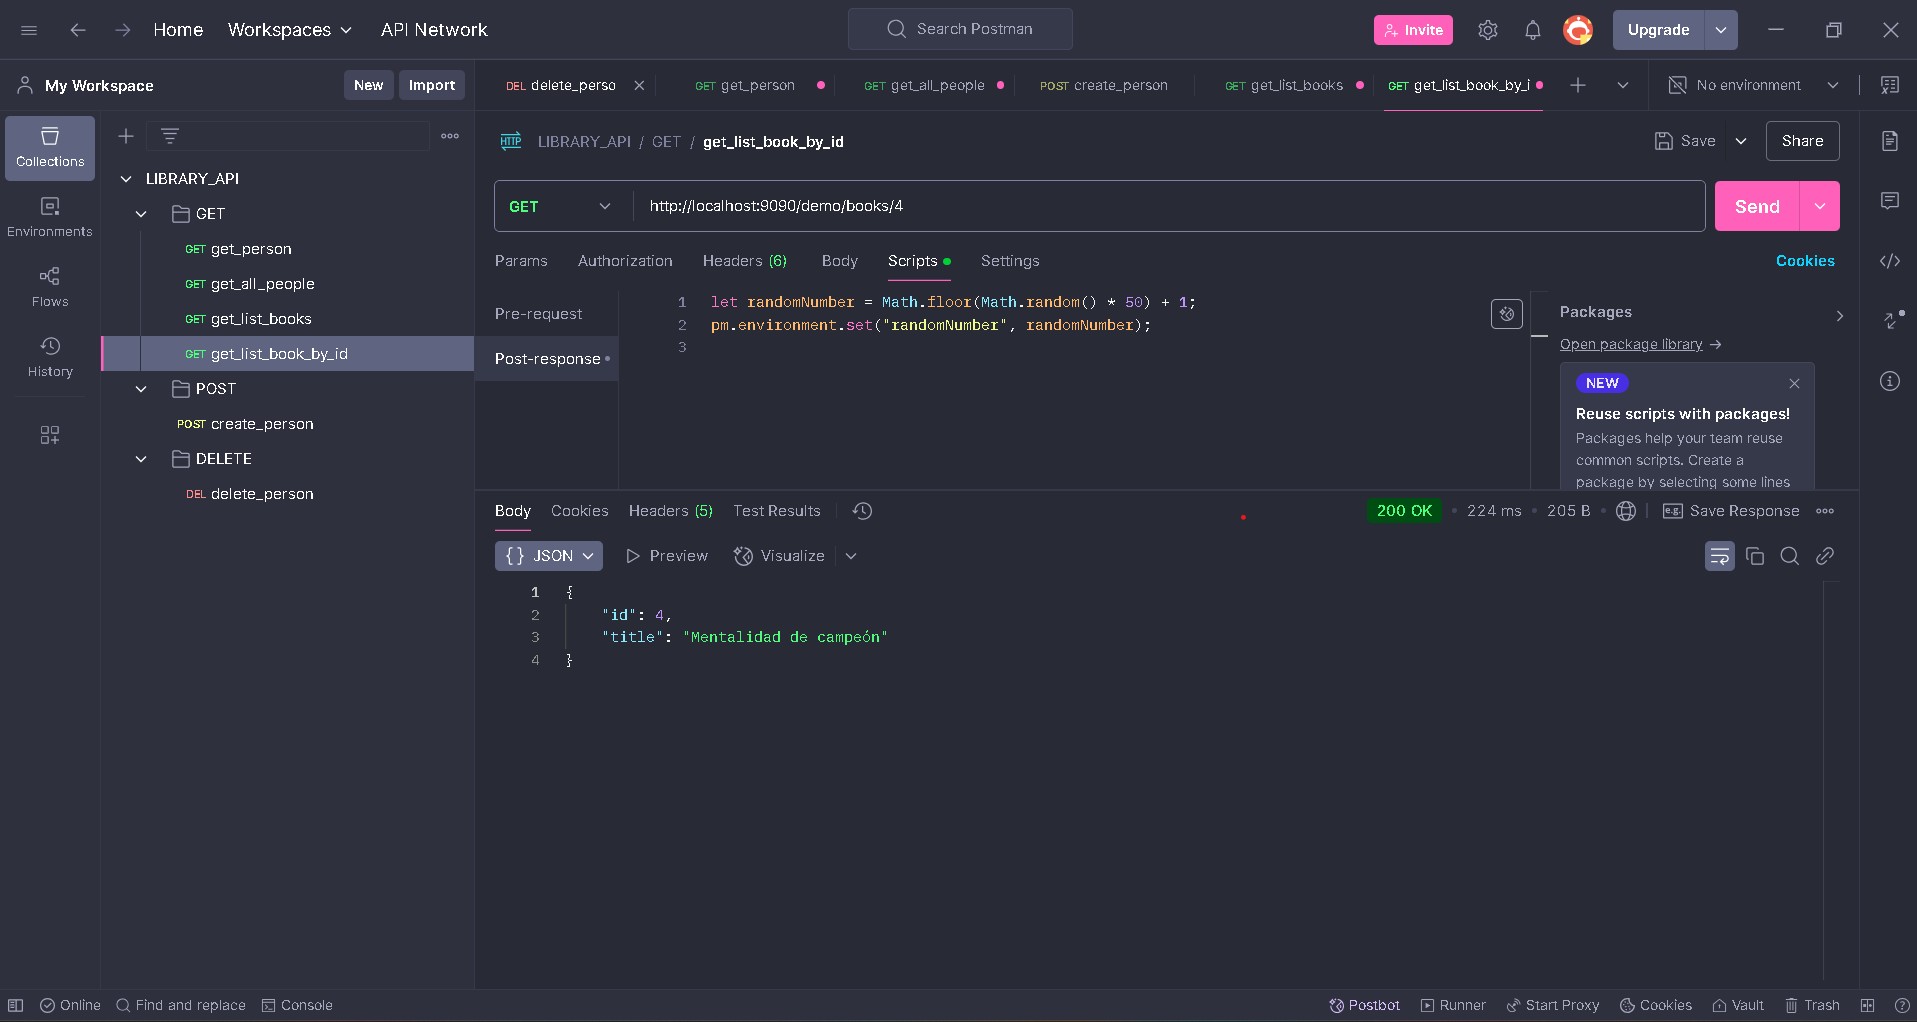 Home Workspaces API Network Search Postman Invite Upgrade
My Workspace New Import DEL delete_perso GET get_person GET get_all_people POST create_person GET get_list_books GET get_list_book_by_i No environment
Collections
Environments
Flows
History
LIBRARY_API
GET
GET get_person
GET get_all_people
GET get_list_books
GET get_list_book_by_id
POST
POST create_person
DELETE
DEL delete_person
HTTP LIBRARY_API / GET / get_list_book_by_id Save Share
GET http://localhost:9090/demo/books/4 Send
Params Authorization Headers (6) Body Scripts Settings Cookies
Pre-request
Post-response
1 let randomNumber = Math.floor(Math.random() * 50) + 1;
2 pm.environment.set("randomNumber", randomNumber);
3
Packages
Open package library →
NEW
Reuse scripts with packages!
Packages help your team reuse
common scripts. Create a
package by selecting some lines
Body Cookies Headers (5) Test Results 200 OK 224 ms 205 B e.g. Save Response
{} JSON Preview Visualize
1 {
2 "id": 4,
3 "title": "Mentalidad de campeón"
4 }
Online Find and replace Console Postbot Runner Start Proxy Cookies Vault Trash